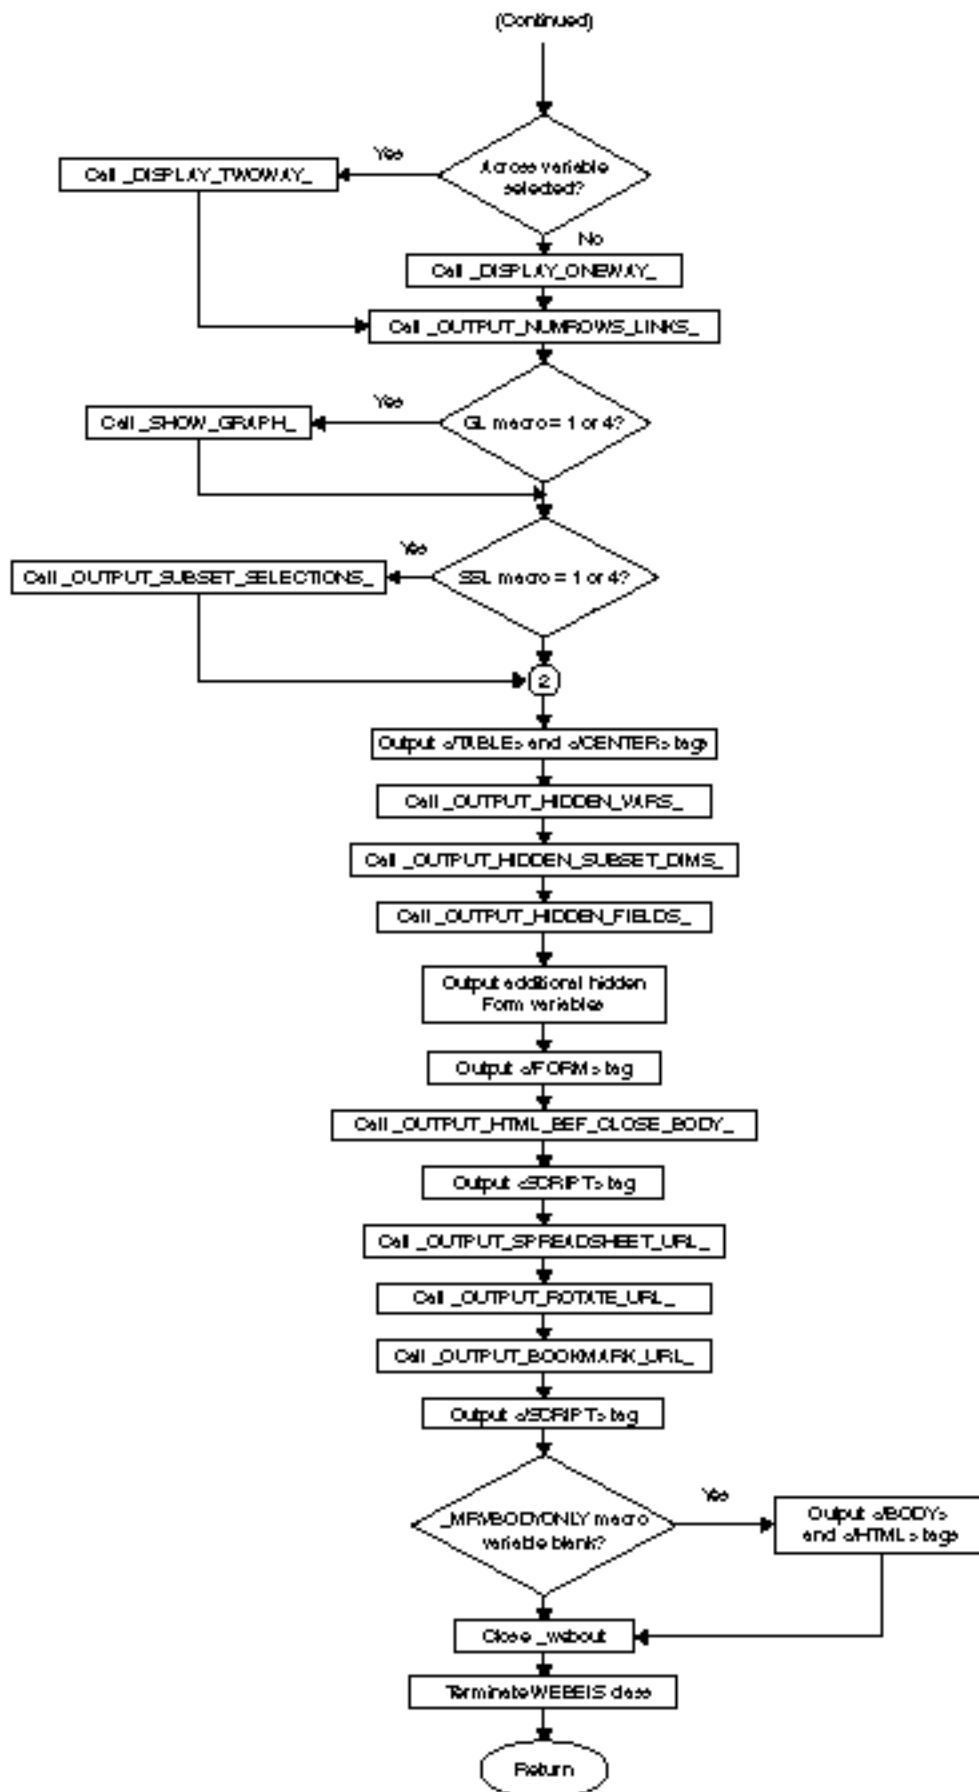 (Continued)
Across variable
selected?
Yes
Call _DISPLAY_TWOWAY_
No
Call _DISPLAY_ONEWAY_
Call _OUTPUT_NUMROWS_LINKS_
GL macro = 1 or 4?
Yes
Call _SHOW_GRAPH_
SSL macro = 1 or 4?
Yes
Call _OUTPUT_SUBSET_SELECTIONS_
2
Output </TABLE> and </CENTER> tags
Call _OUTPUT_HIDDEN_VARS_
Call _OUTPUT_HIDDEN_SUBSET_DIMS_
Call _OUTPUT_HIDDEN_FIELDS_
Output additional hidden
Form variables
Output </FORM> tag
Call _OUTPUT_HTML_BEF_CLOSE_BODY_
Output <SCRIPT> tag
Call _OUTPUT_SPREADSHEET_URL_
Call _OUTPUT_ROTATE_URL_
Call _OUTPUT_BOOKMARK_URL_
Output </SCRIPT> tag
_MRVBODYONLY macro
variable blank?
Yes
Output </BODY>
and </HTML> tags
Close _webout
Terminate WEBEIS class
Return